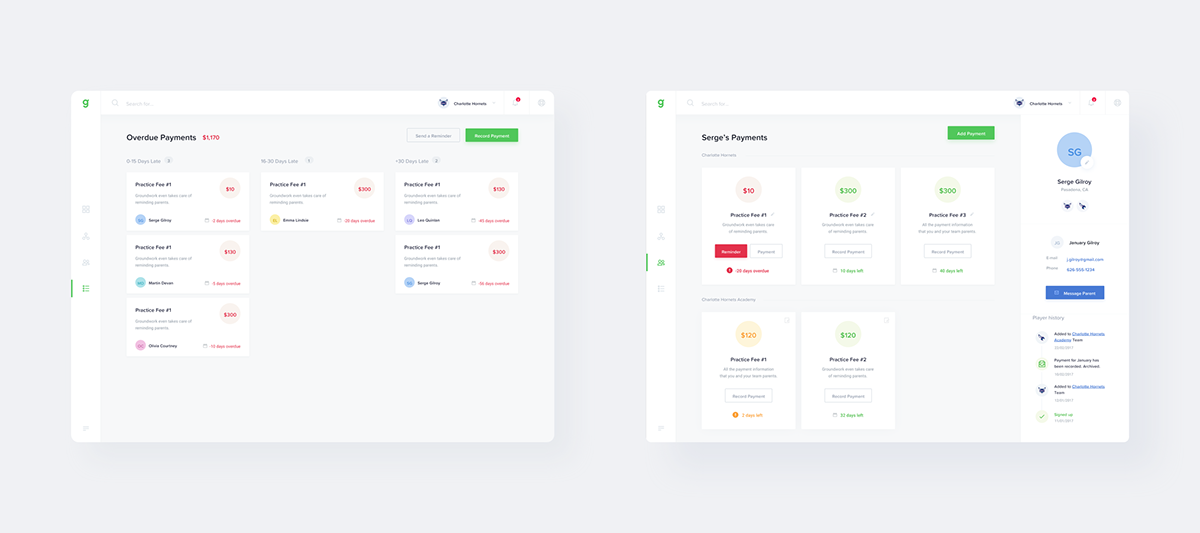 g
Search for...
Charlotte Hornets
Overdue Payments $1,170
Send a Reminder
Record Payment
0-15 Days Late 3
16-30 Days Late 1
+30 Days Late 2
Practice Fee #1
$10
Groundwork even takes care of
reminding parents.
SG Serge Gilroy
-2 days overdue
Practice Fee #1
$300
Groundwork even takes care of
reminding parents.
EL Emma Lindsie
-28 days overdue
Practice Fee #1
$130
Groundwork even takes care of
reminding parents.
LQ Leo Quinton
-45 days overdue
Practice Fee #1
$130
Groundwork even takes care of
reminding parents.
Martin Devon
-5 days overdue
Practice Fee #1
$300
Groundwork even takes care of
reminding parents.
SG Serge Gilroy
-56 days overdue
Practice Fee #1
$300
Groundwork even takes care of
reminding parents.
OC Olivia Courtney
-14 days overdue
g
Search for...
Charlotte Hornets
Serge's Payments
Add Payment
Charlotte Hornets
$10
Practice Fee #1
Groundwork even takes care
of reminding parents.
Reminder
Payment
-28 days overdue
$300
Practice Fee #2
Groundwork even takes care
of reminding parents.
Record Payment
10 days left
$300
Practice Fee #3
All the payment information
that you and your team parents.
Record Payment
40 days left
Charlotte Hornets Academy
$120
Practice Fee #1
All the payment information
that you and your team parents.
Record Payment
2 days left
$120
Practice Fee #2
Groundwork even takes care
of reminding parents.
Record Payment
52 days left
SG
Serge Gilroy
Pasadena, CA
JG January Gilroy
E-mail j.gilroy@gmail.com
Phone 626-555-1234
Message Parent
Player history
Added to Charlotte Hornets
Academy Team
Payment for January has
been recorded. Archived.
Added to Charlotte Hornets
Team
Signed up